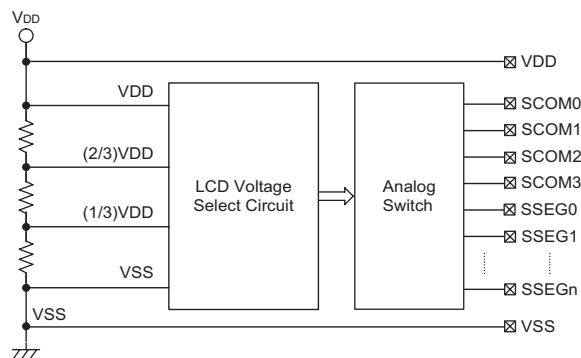 VDD
VDD
VDD
SCOM0
SCOM1
(2/3)VDD
SCOM2
LCD Voltage
Select Circuit
Analog
Switch
SCOM3
(1/3)VDD
SSEG0
SSEG1
VSS
SSEGn
VSS
VSS